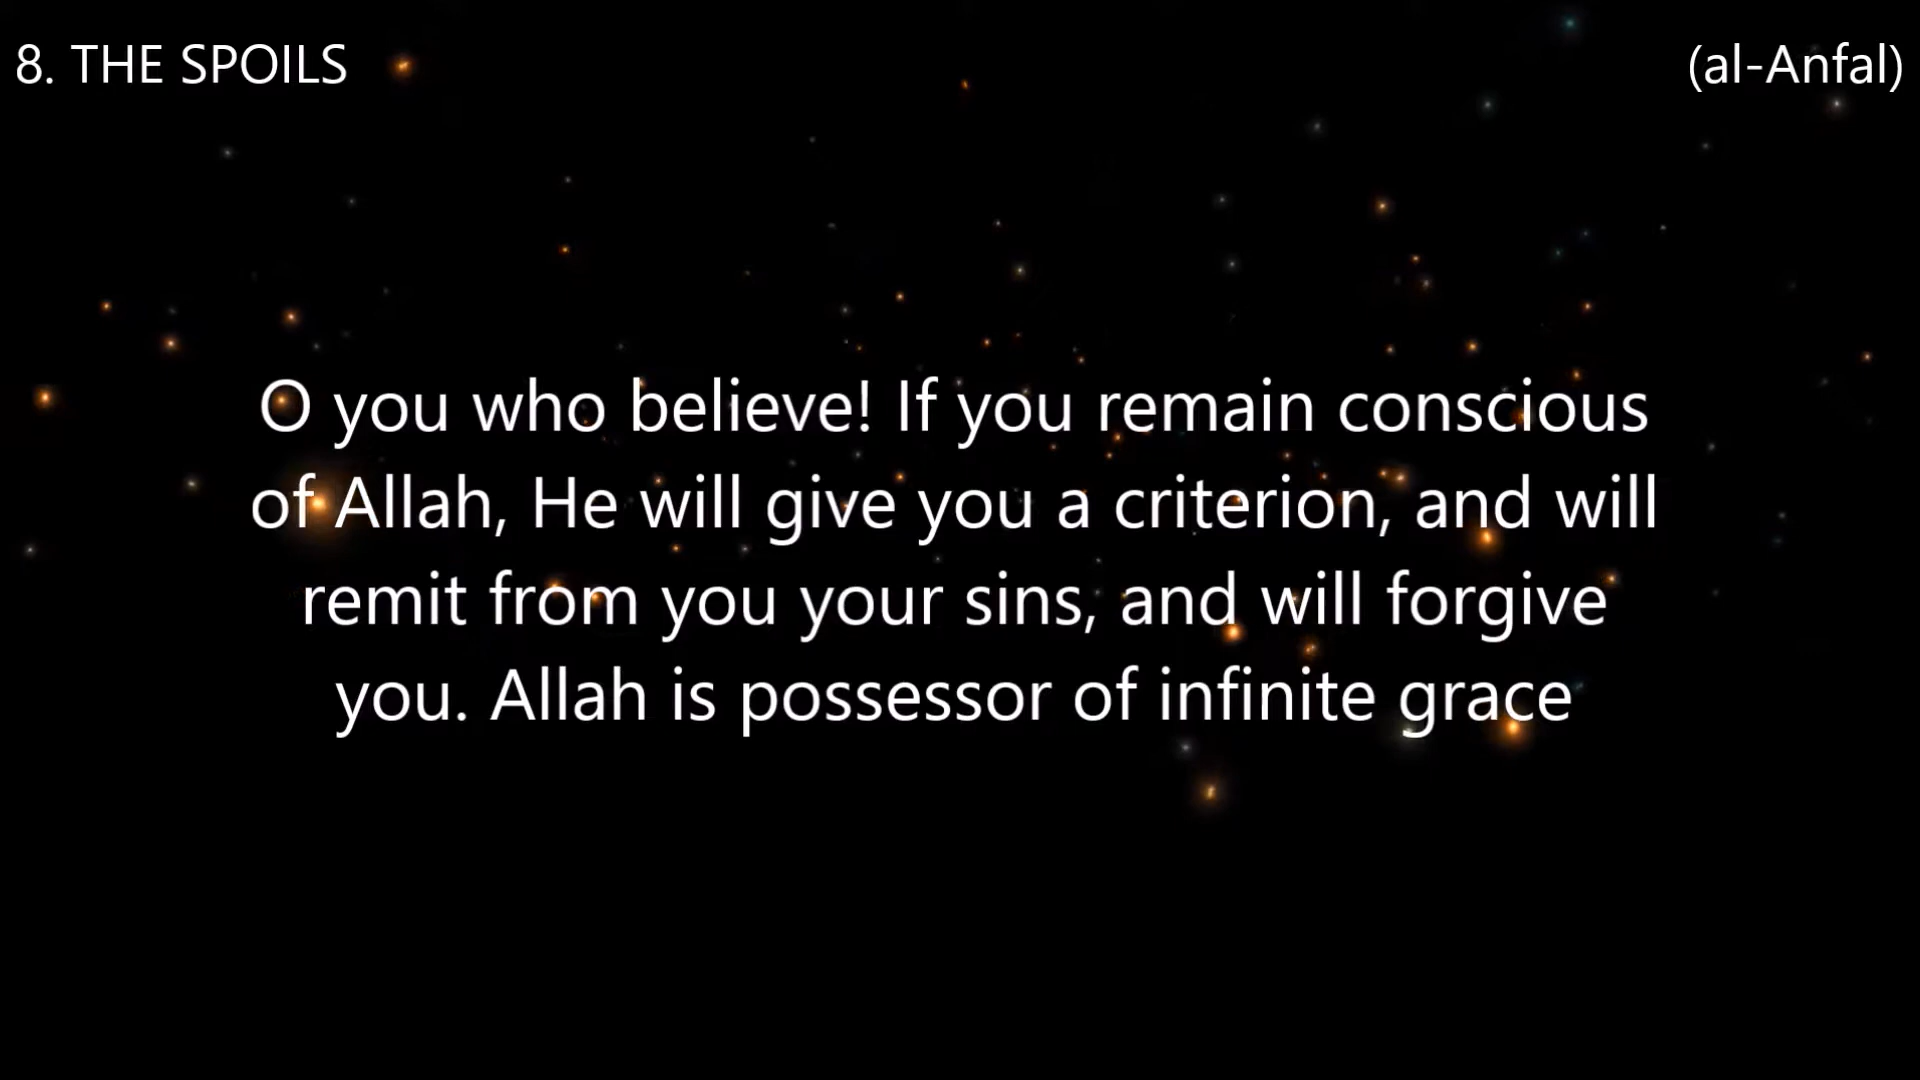 8. THE SPOILS
(al-Anfal)
O you who believe! If you remain conscious
of Allah, He will give you a criterion, and will
remit from you your sins, and will forgive
you. Allah is possessor of infinite grace